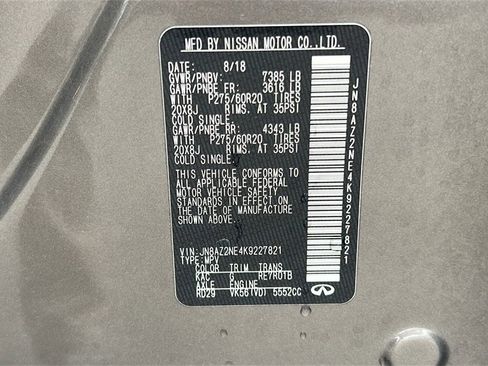 MFD BY NISSAN MOTOR CO.,LTD.
DATE: 8/18
GVWR/PNBV: 7385 LB
GAWR/PNBE FR: 3616 LB
WITH P275/60R20 TIRES
20X8J RIMS. AT 35PSI
COLD SINGLE.
GAWR/PNBE RR: 4343 LB
WITH P275/60R20 TIRES
20X8J RIMS. AT 35PSI
COLD SINGLE.
THIS VEHICLE CONFORMS TO
ALL APPLICABLE FEDERAL
MOTOR VEHICLE SAFETY
STANDARDS IN EFFECT ON
THE DATE OF MANUFACTURE
SHOWN ABOVE.
VIN:JN8AZ2NE4K9227821
TYPE:MPV
COLOR TRIM TRANS
KAC G RE7R01B
AXLE ENGINE
RD29 VK56(VD) 5552CC
INFINITI
JN8AZ2NE4K9227821